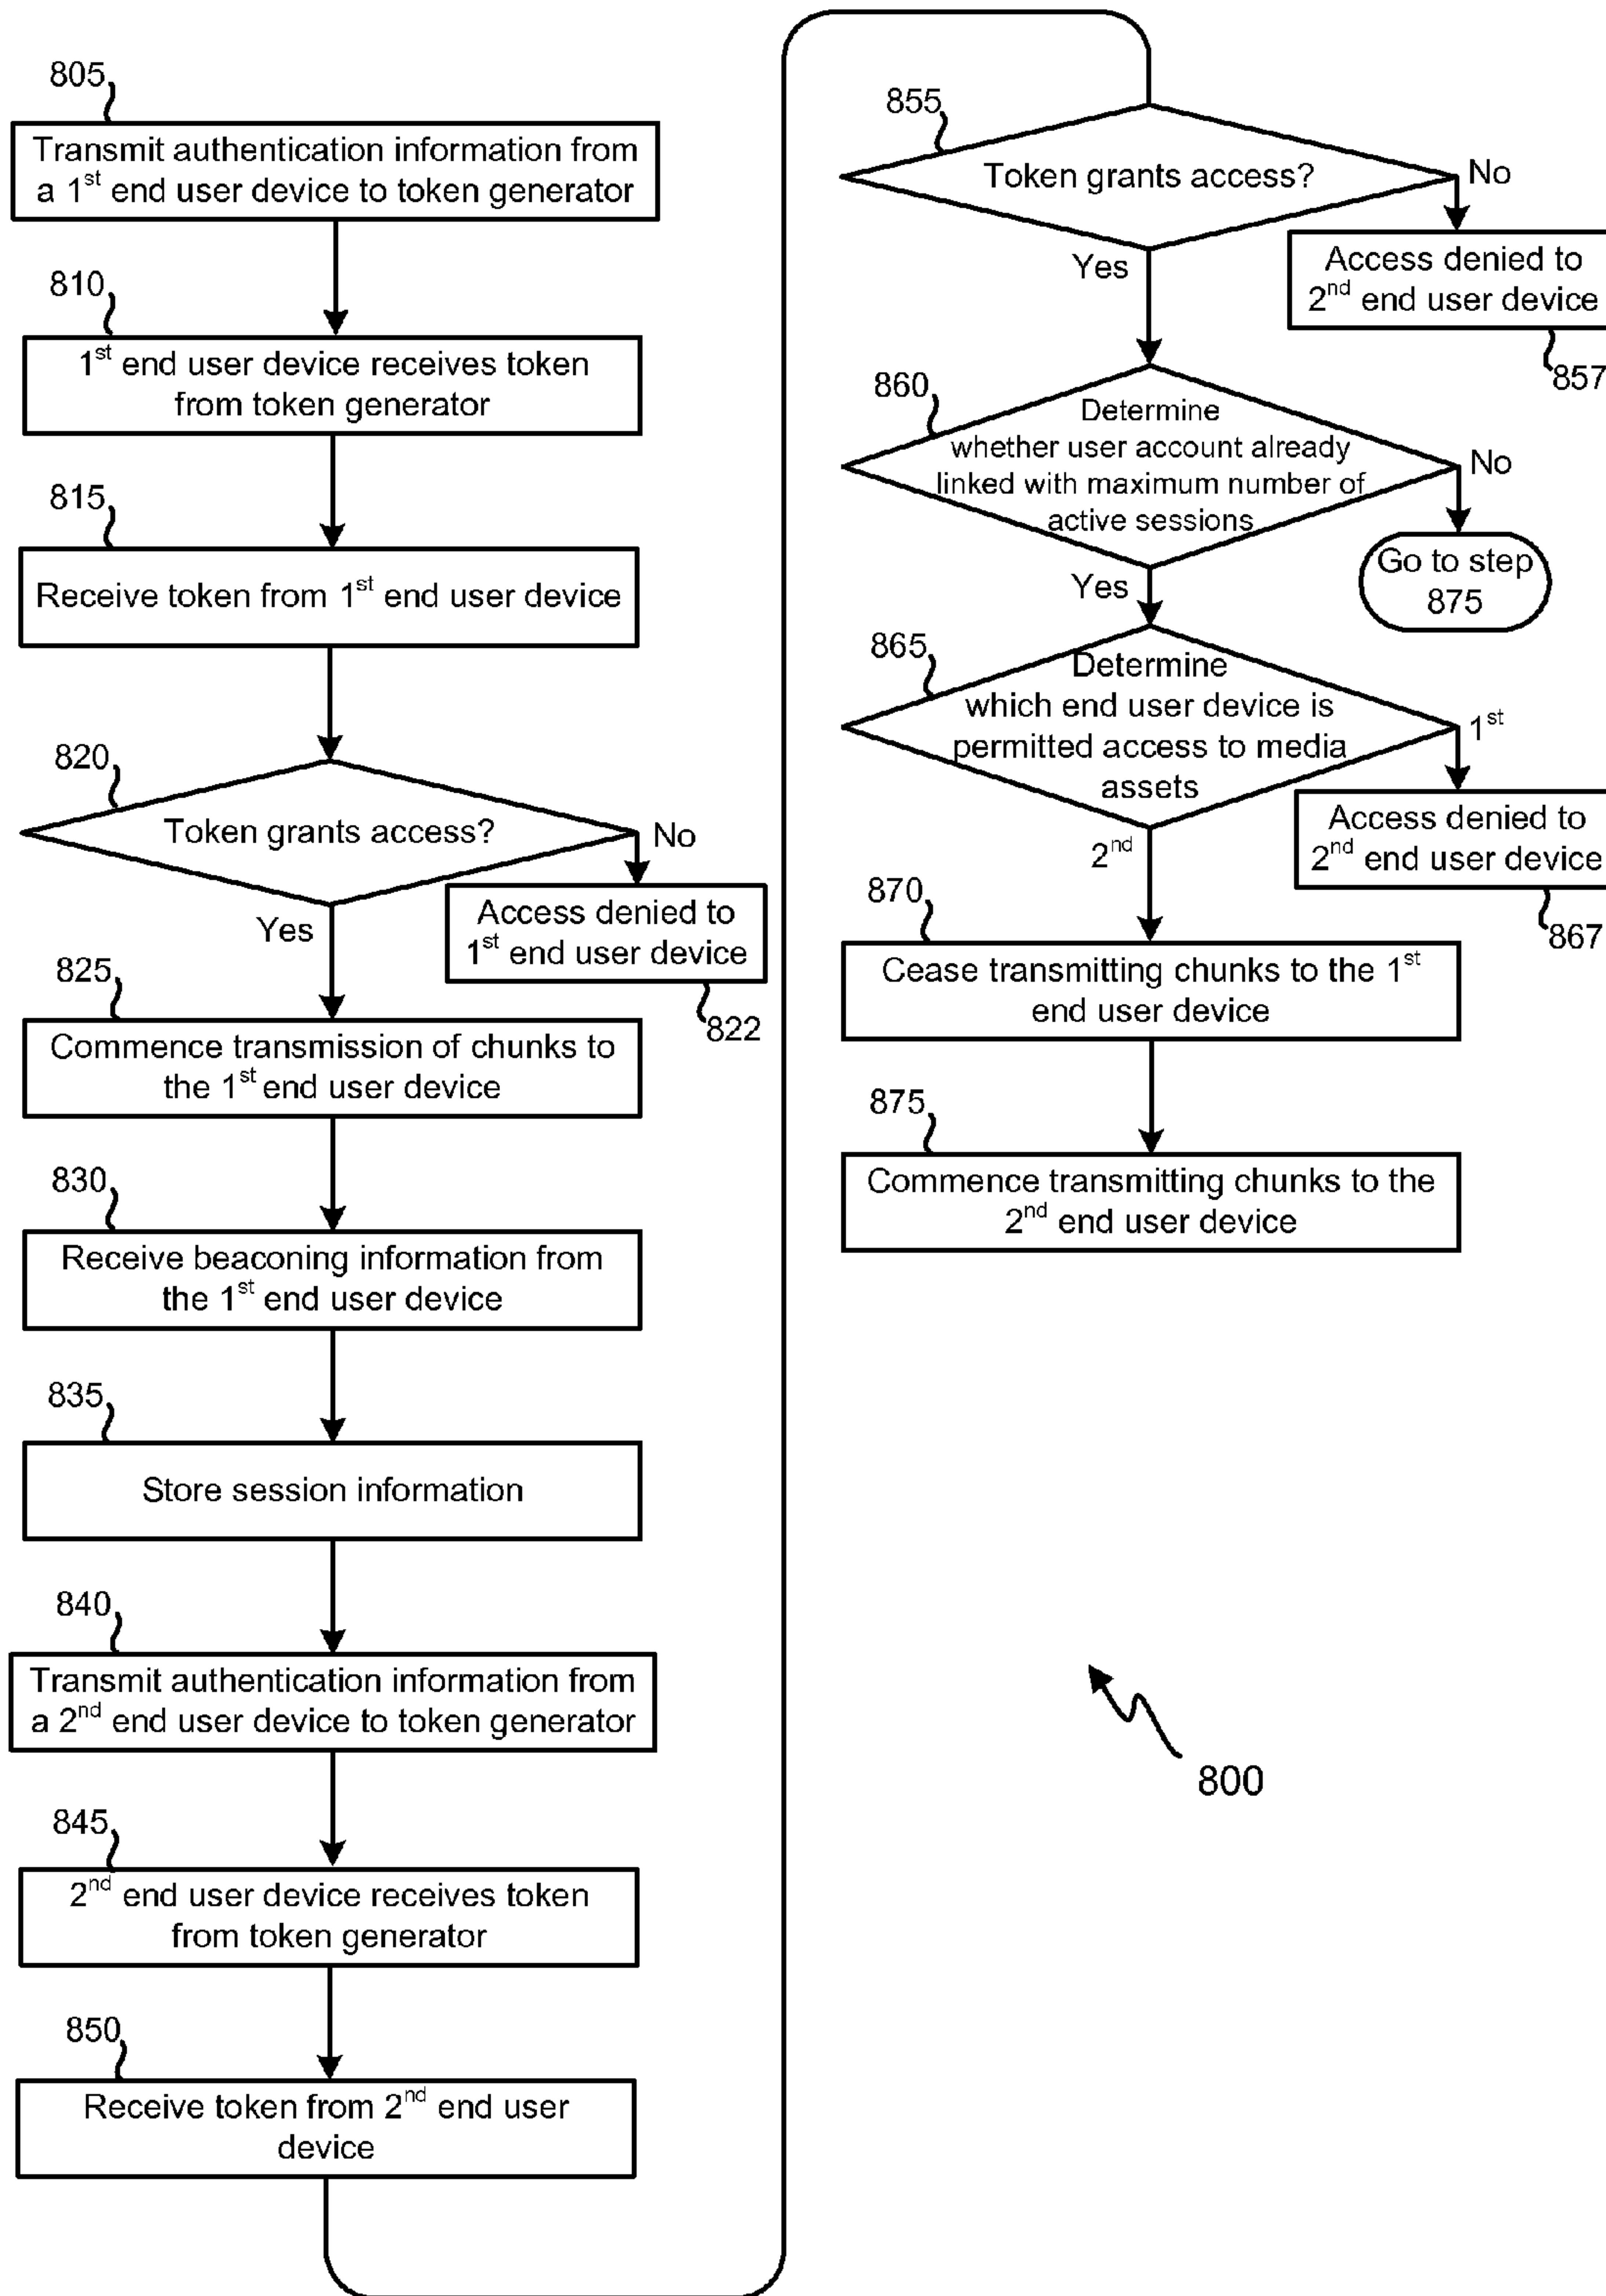 805
Transmit authentication information from
a 1st end user device to token generator
810
1st end user device receives token
from token generator
815
Receive token from 1st end user device
820
Token grants access?
No
Yes
Access denied to
1st end user device
822
825
Commence transmission of chunks to
the 1st end user device
830
Receive beaconing information from
the 1st end user device
835
Store session information
840
Transmit authentication information from
a 2nd end user device to token generator
845
2nd end user device receives token
from token generator
850
Receive token from 2nd end user
device
855
Token grants access?
No
Yes
Access denied to
2nd end user device
857
860
Determine
whether user account already
linked with maximum number of
active sessions
No
Yes
Go to step
875
865
Determine
which end user device is
permitted access to media
assets
1st
2nd
Access denied to
2nd end user device
867
870
Cease transmitting chunks to the 1st
end user device
875
Commence transmitting chunks to the
2nd end user device
800